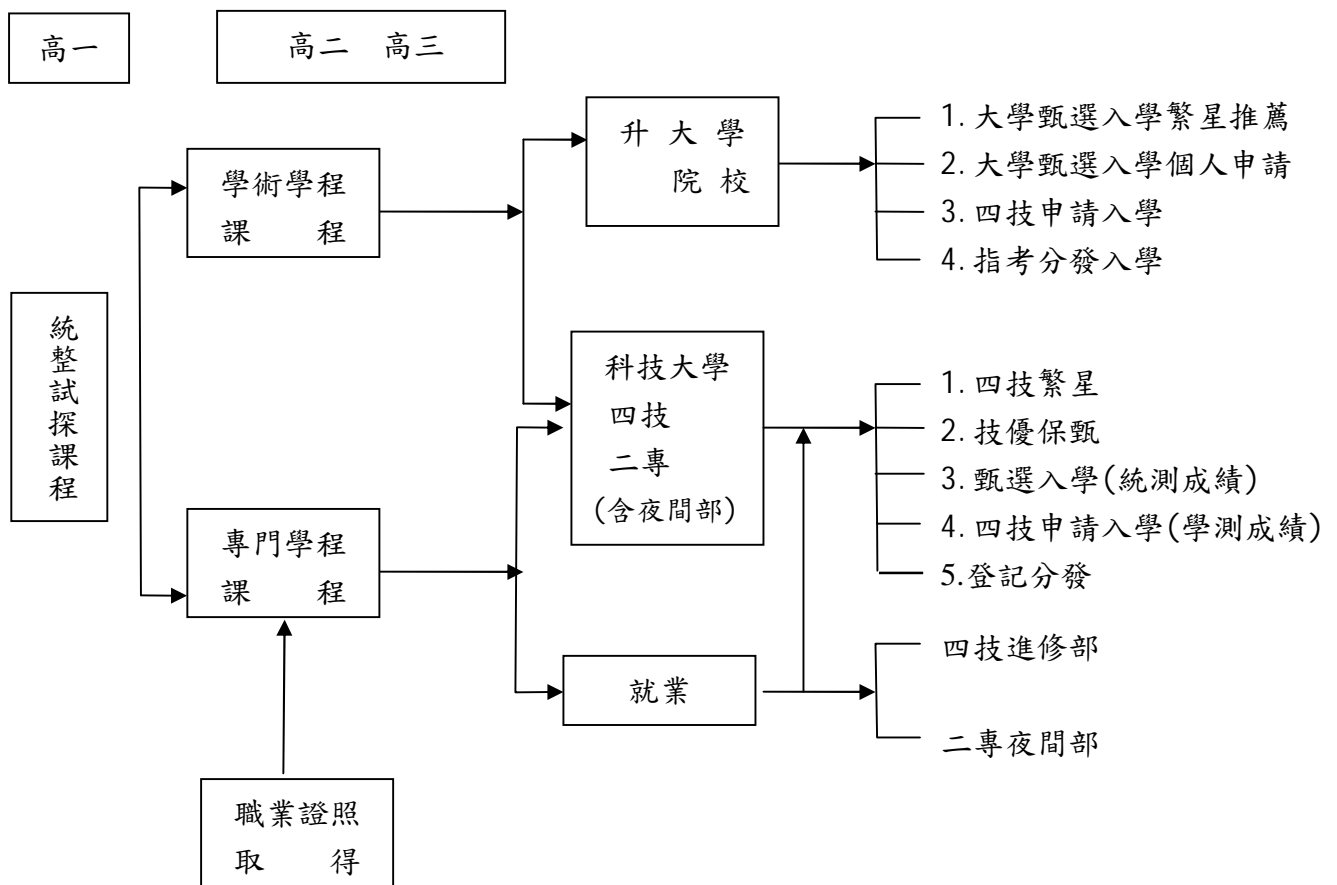 高一
高二 高三
升大學
院校
1.大學甄選入學繁星推薦
2.大學甄選入學個人申請
3.四技申請入學
4.指考分發入學
學術學程
課 程
統整試探課程
科技大學
四技
二專
(含夜間部)
1.四技繁星
2.技優保甄
3.甄選入學(統測成績)
4.四技申請入學(學測成績)
5.登記分發
專門學程
課 程
就業
四技進修部
二專夜間部
職業證照
取 得